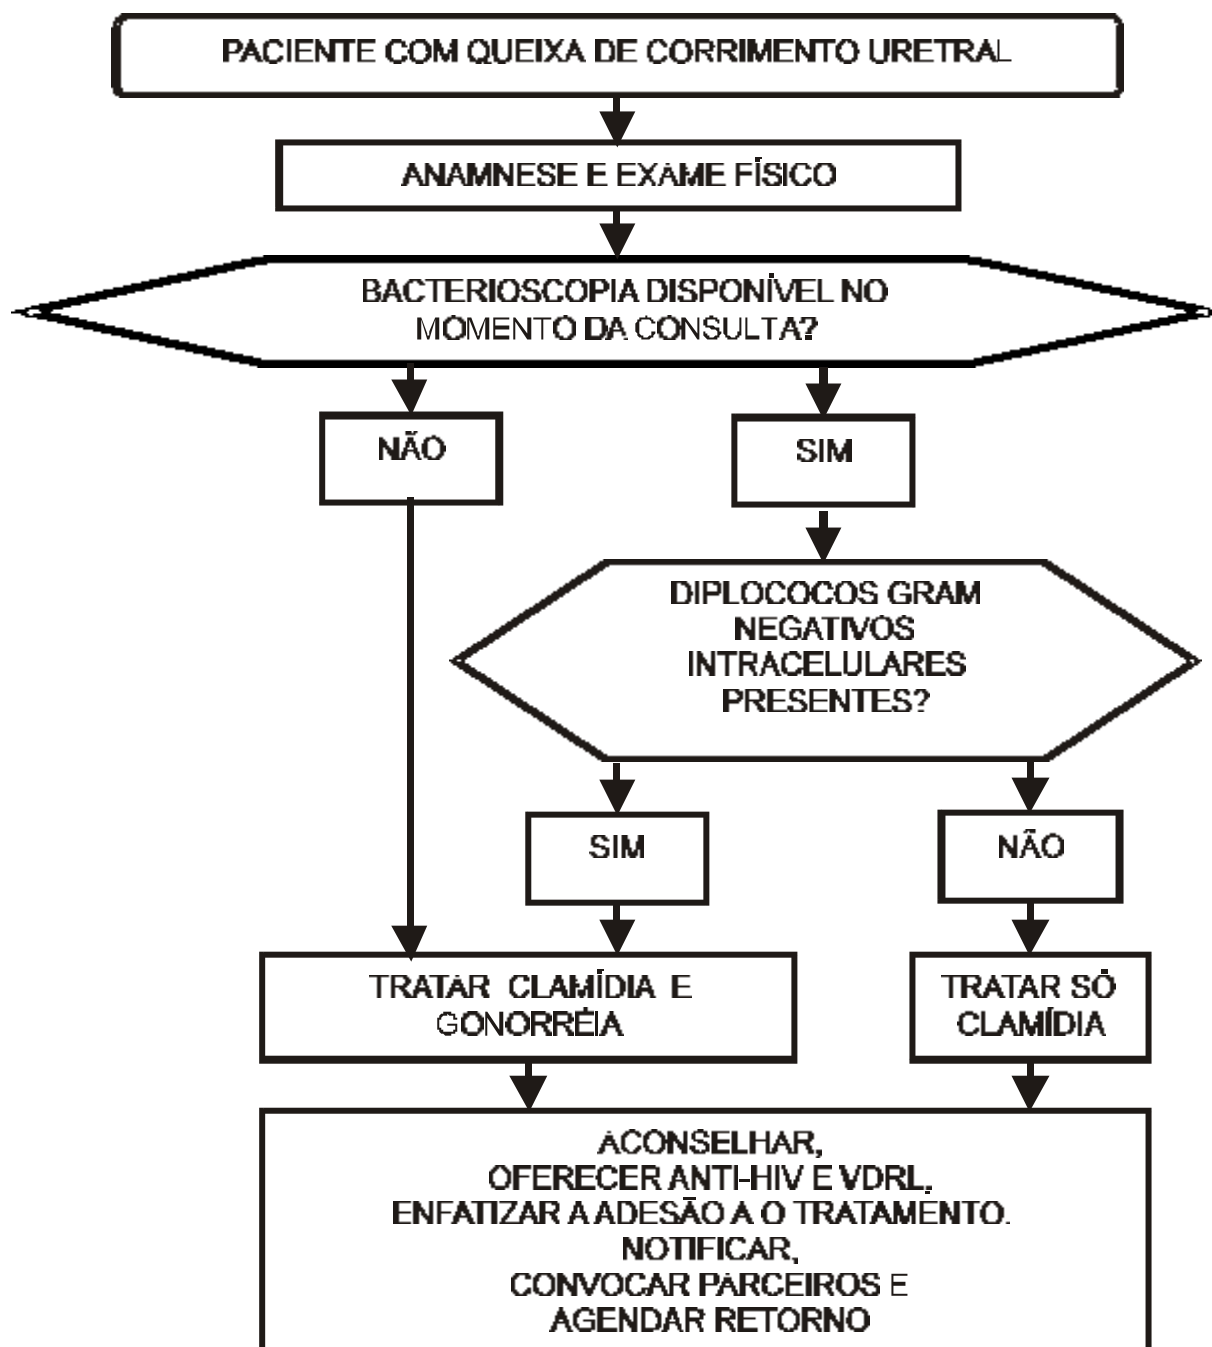 PACIENTE COM QUEIXA DE CORRIMENTO URETRAL
ANAMNESE E EXAME FÍSICO
BACTERIOSCOPIA DISPONÍVEL NO
MOMENTO DA CONSULTA?
NÃO
SIM
DIPLOCOCOS GRAM
NEGATIVOS
INTRACELULARES
PRESENTES?
SIM
NÃO
TRATAR CLAMÍDIA E
GONORRÉIA
TRATAR SÓ
CLAMÍDIA
ACONSELHAR,
OFERECER ANTI-HIV E VDRL,
ENFATIZAR A ADESÃO A O TRATAMENTO.
NOTIFICAR,
CONVOCAR PARCEIROS E
AGENDAR RETORNO